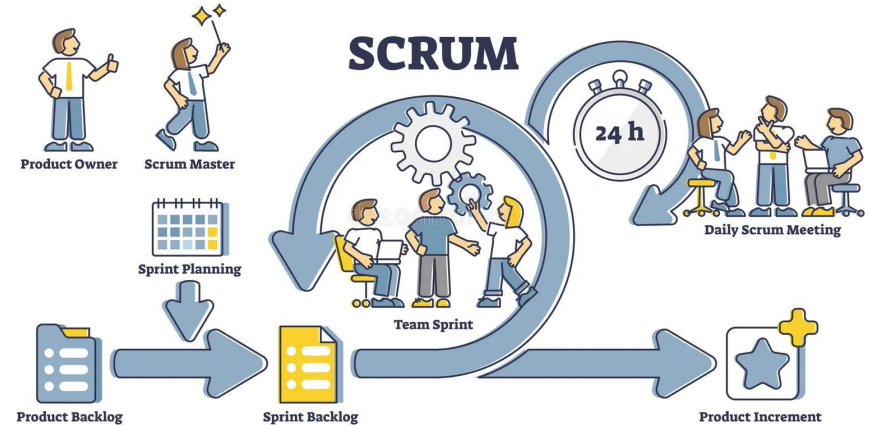 SCRUM
Product Owner
Scrum Master
24 h
Sprint Planning
Daily Scrum Meeting
Team Sprint
Product Backlog
Sprint Backlog
Product Increment